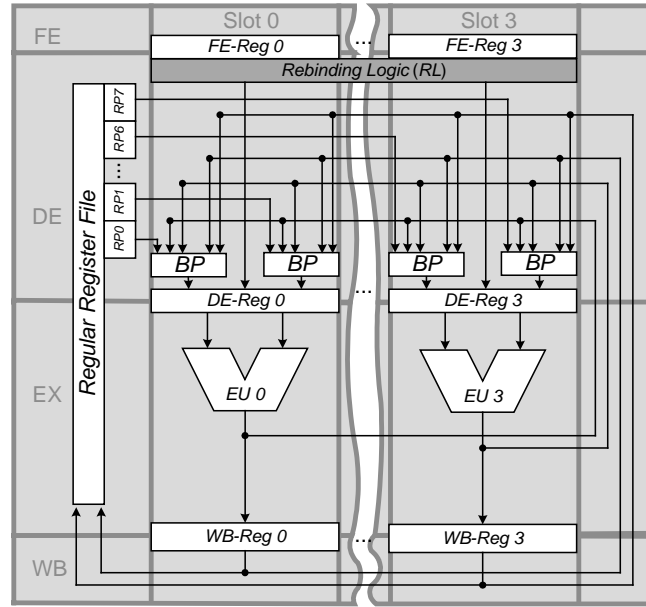 Slot 0
...
Slot 3
FE
FE-Reg 0
...
FE-Reg 3
Rebinding Logic (RL)
Regular Register File
RP7
RP6
...
RP1
RP0
DE
BP
BP
BP
BP
DE-Reg 0
...
DE-Reg 3
EX
EU 0
EU 3
WB-Reg 0
...
WB-Reg 3
WB